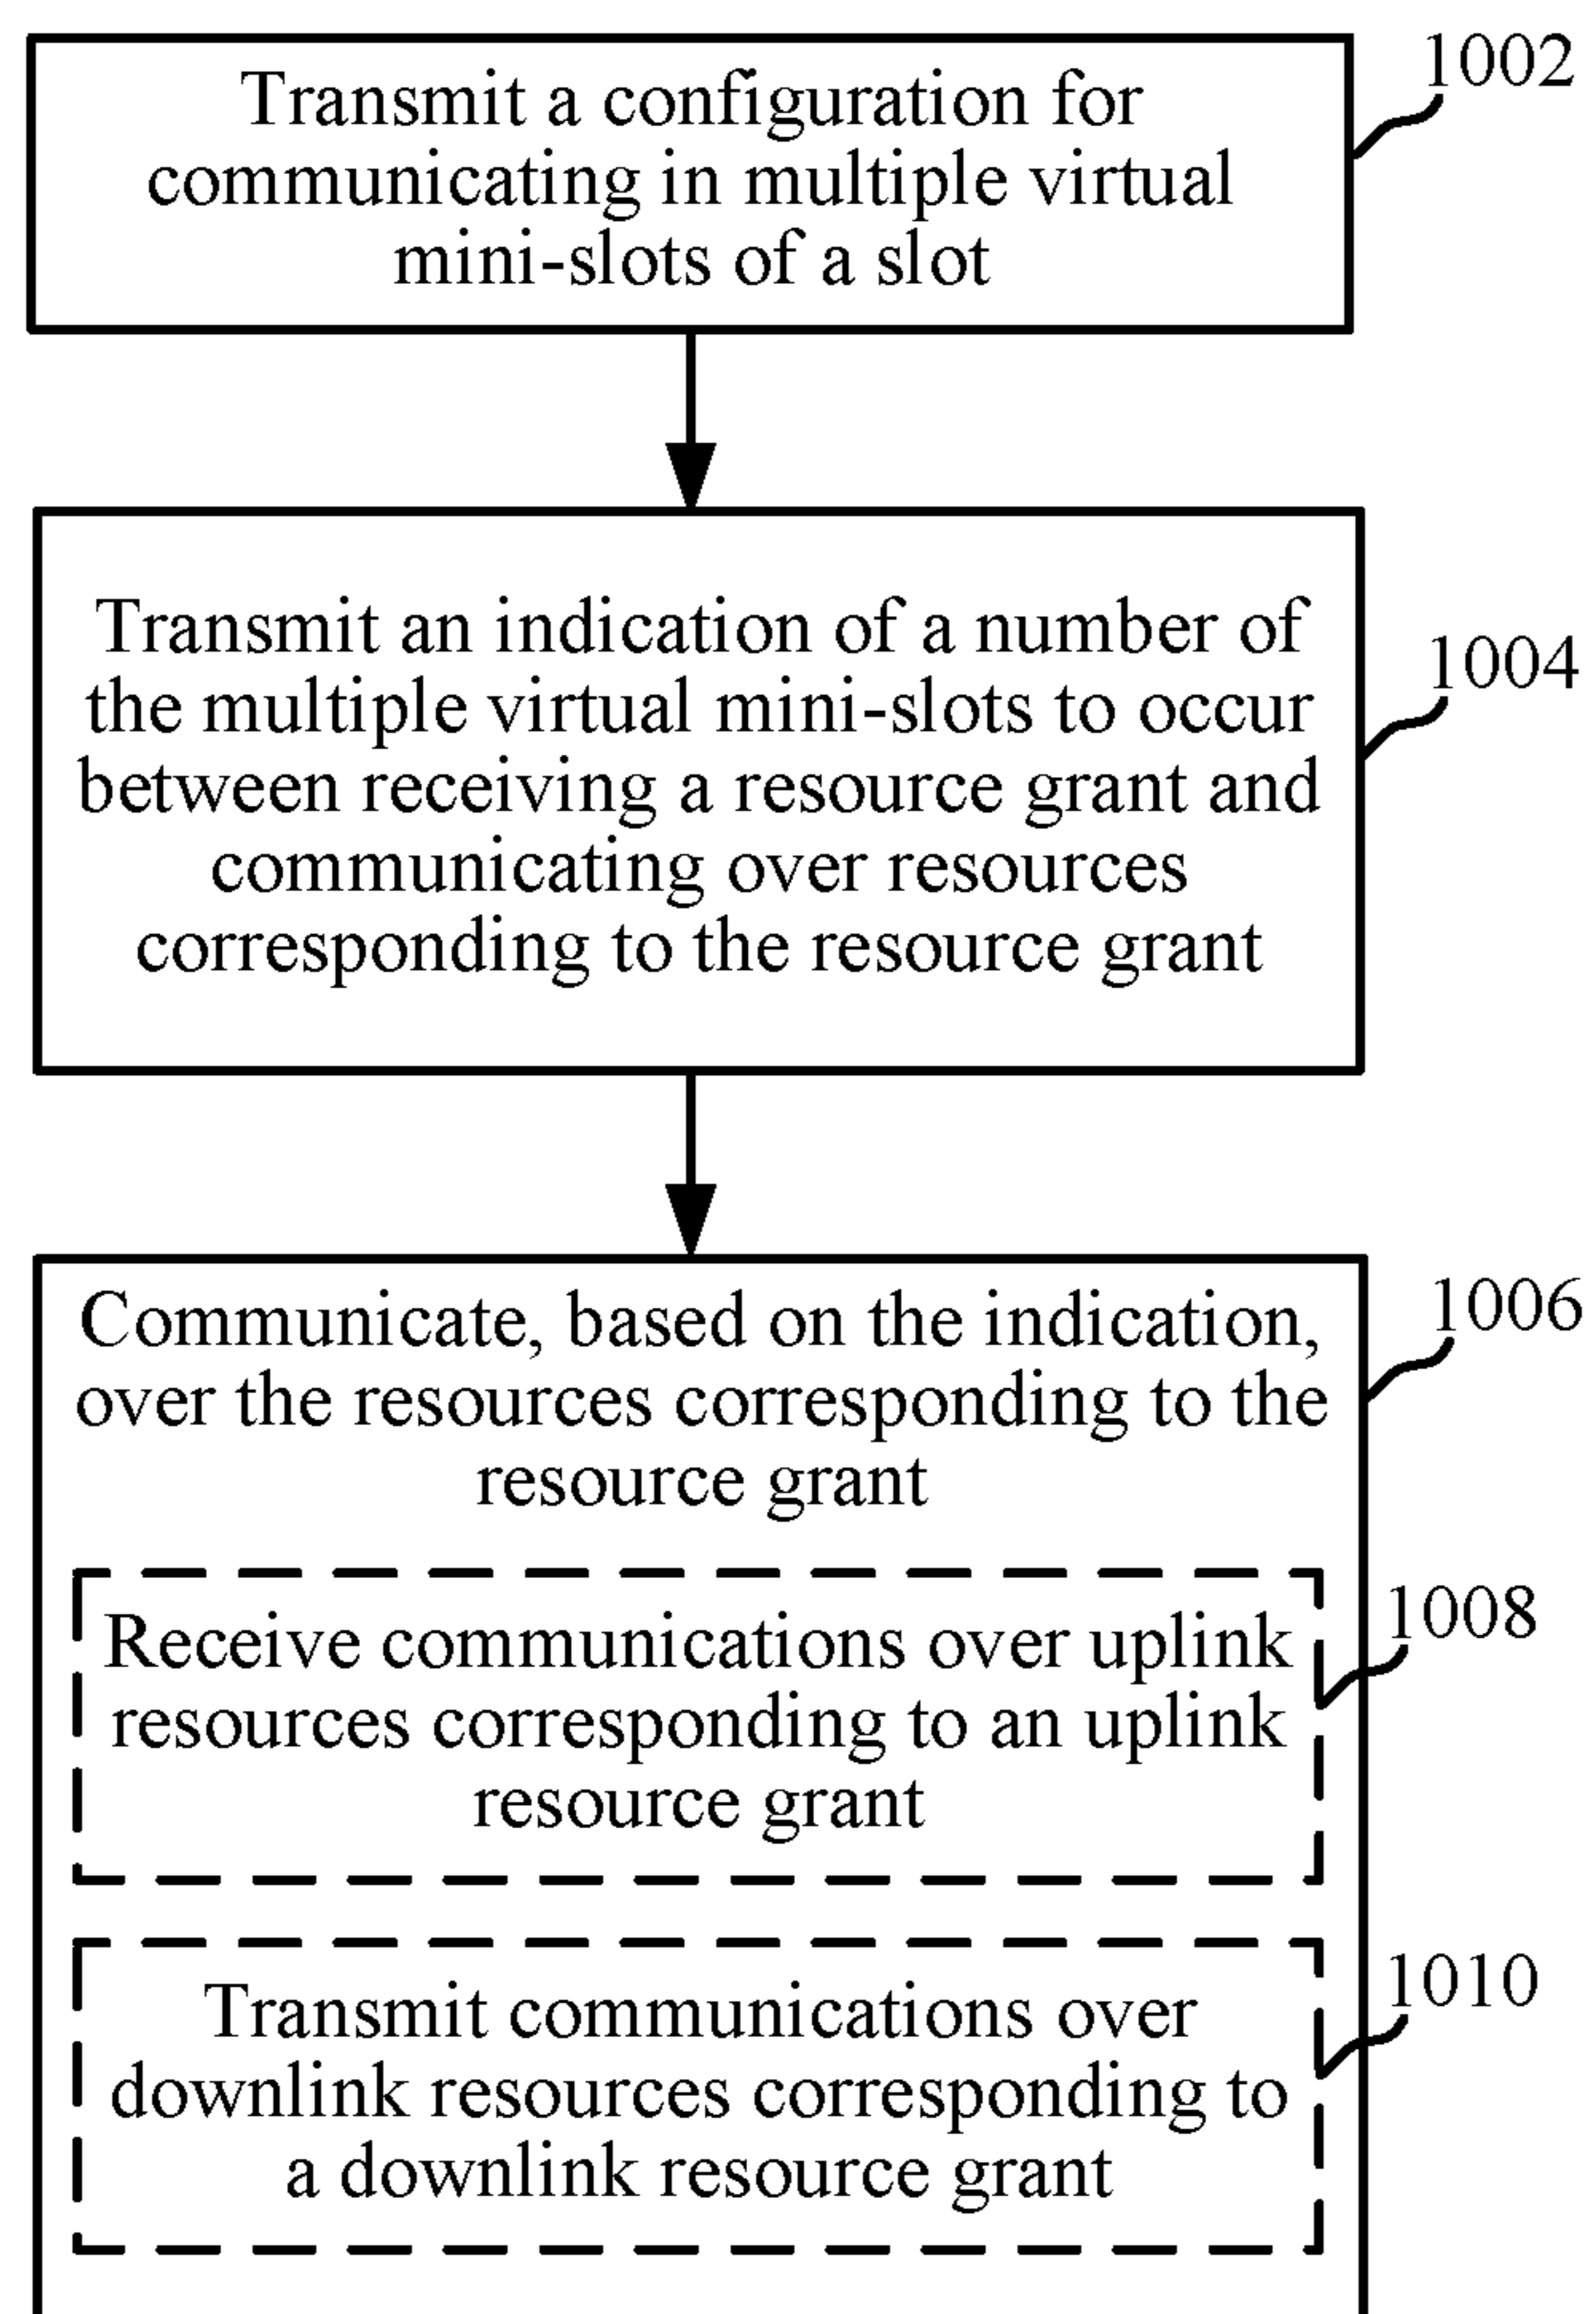 1002
Transmit a configuration for
communicating in multiple virtual
mini-slots of a slot
Transmit an indication of a number of
the multiple virtual mini-slots to occur
between receiving a resource grant and
communicating over resources
corresponding to the resource grant
1004
Communicate, based on the indication,
over the resources corresponding to the
resource grant
1006
Receive communications over uplink
resources corresponding to an uplink
resource grant
1008
Transmit communications over
downlink resources corresponding to
a downlink resource grant
1010